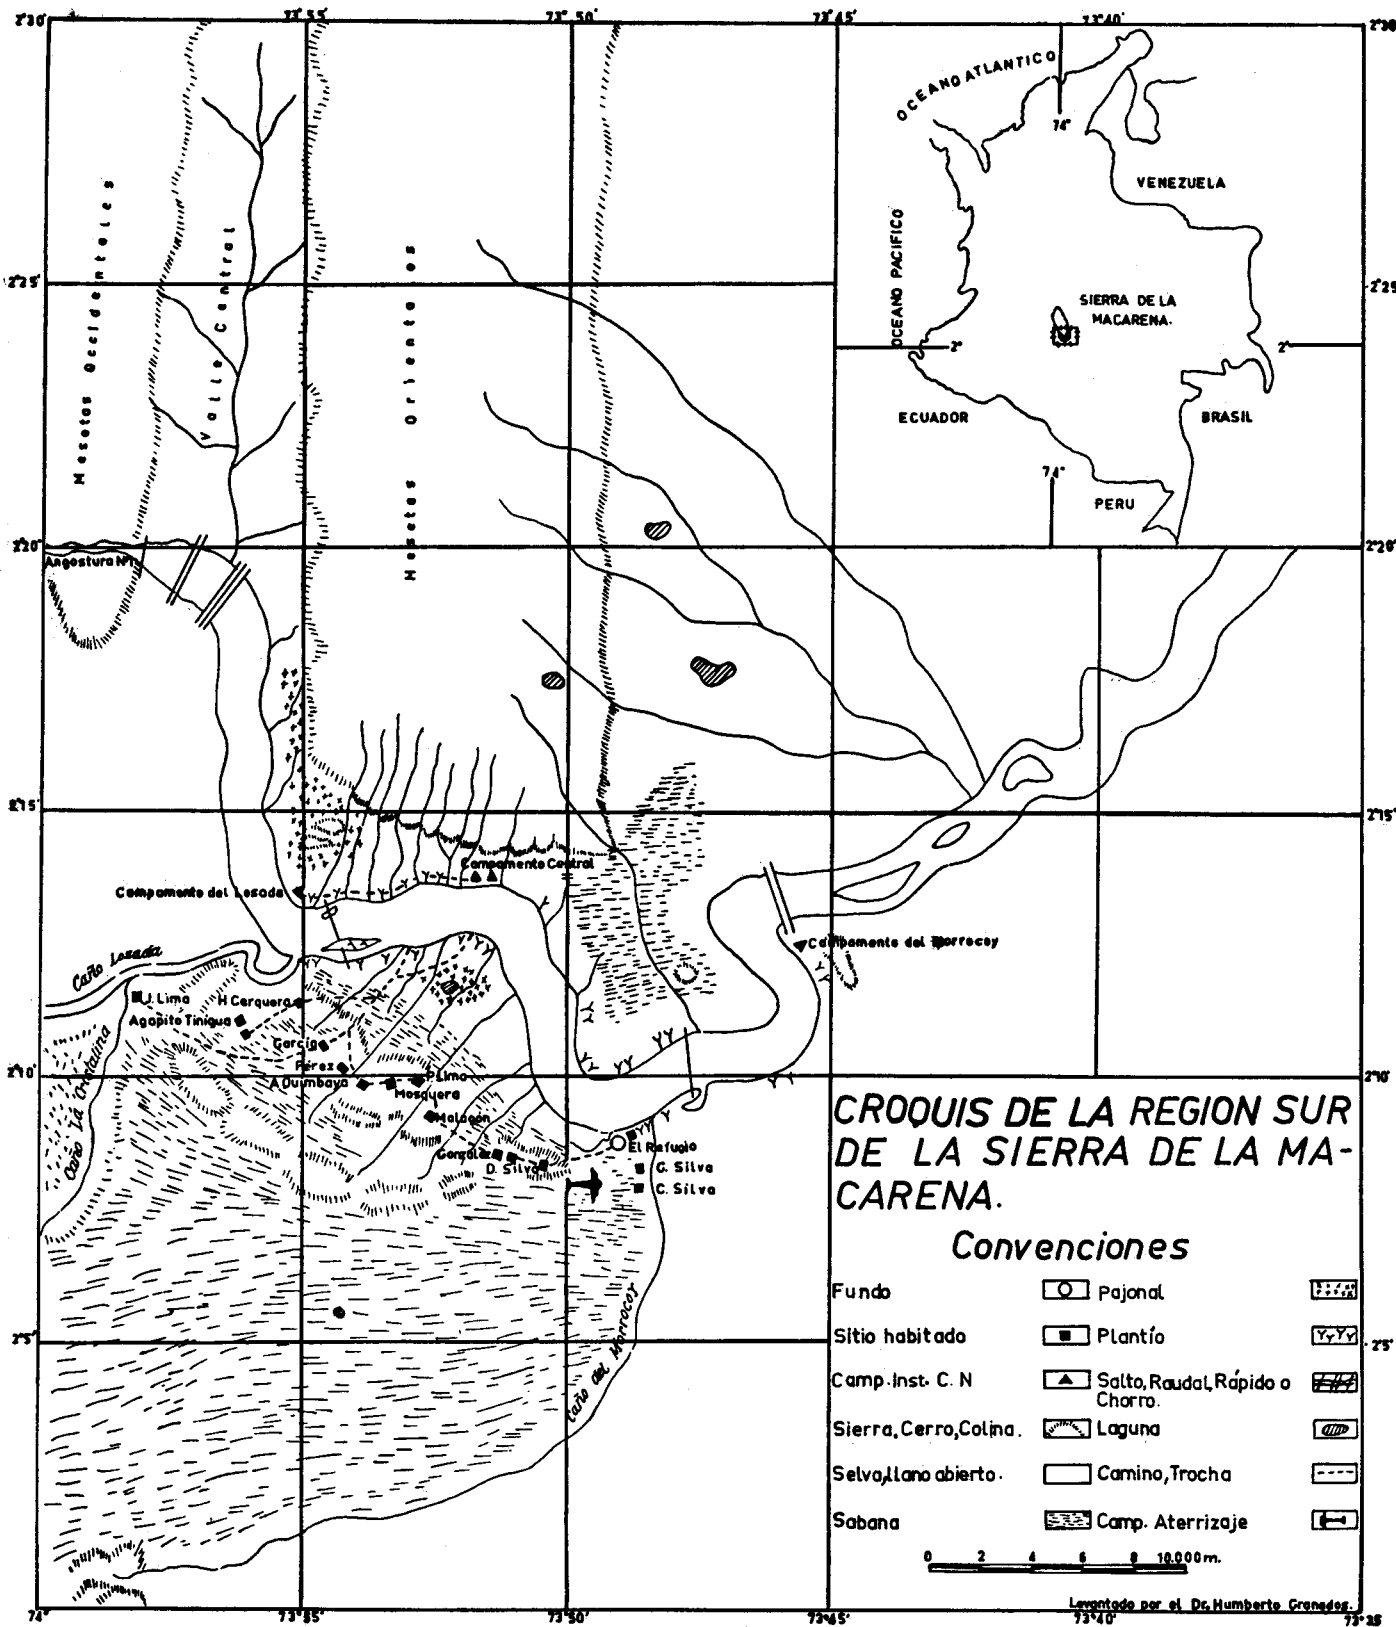 2°30'
73°55'
73°50'
73°45'
73°40'
2°30'
OCEANO ATLANTICO
74°
VENEZUELA
OCEANO PACIFICO
SIERRA DE LA
MACARENA.
2°
2°
ECUADOR
BRASIL
74°
PERU
Mesetas Occidentales
Valle Central
Mesetas Orientales
2°25'
2°25'
2°20'
2°20'
Angostura Nº1
2°15'
2°15'
Campamento Central
Campamento del Losada
Campamento del Morrocoy
Caño Losada
J. Lima
H. Cerquera
Agapito Tinigua
García
Pérez
A. Quimbaya
P. Lima
Mosquera
Malagón
González
D. Silva
El Refugio
G. Silva
C. Silva
Caño La Cristalina
Caño del Morrocoy
2°10'
2°10'
CROQUIS DE LA REGION SUR
DE LA SIERRA DE LA MA-
CARENA.
Convenciones
Fundo
Pajonal
Sitio habitado
Plantío
Camp. Inst. C. N
Salto, Raudal, Rápido o
Chorro.
Sierra, Cerro, Colina.
Laguna
Selva, llano abierto.
Camino, Trocha
Sabana
Camp. Aterrizaje
2°5'
2°5'
0 2 4 6 8 10.000 m.
Levantado por el Dr. Humberto Granados.
74°
73°55'
73°50'
73°45'
73°40'
73°35